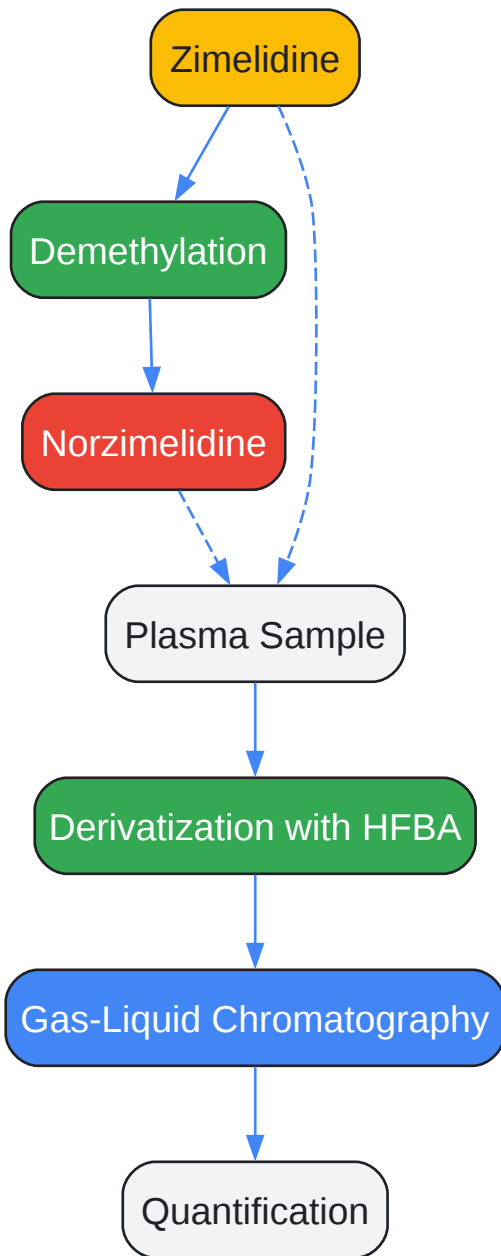 Zimelidine
Demethylation
Norzimelidine
Plasma Sample
Derivatization with HFBA
Gas-Liquid Chromatography
Quantification